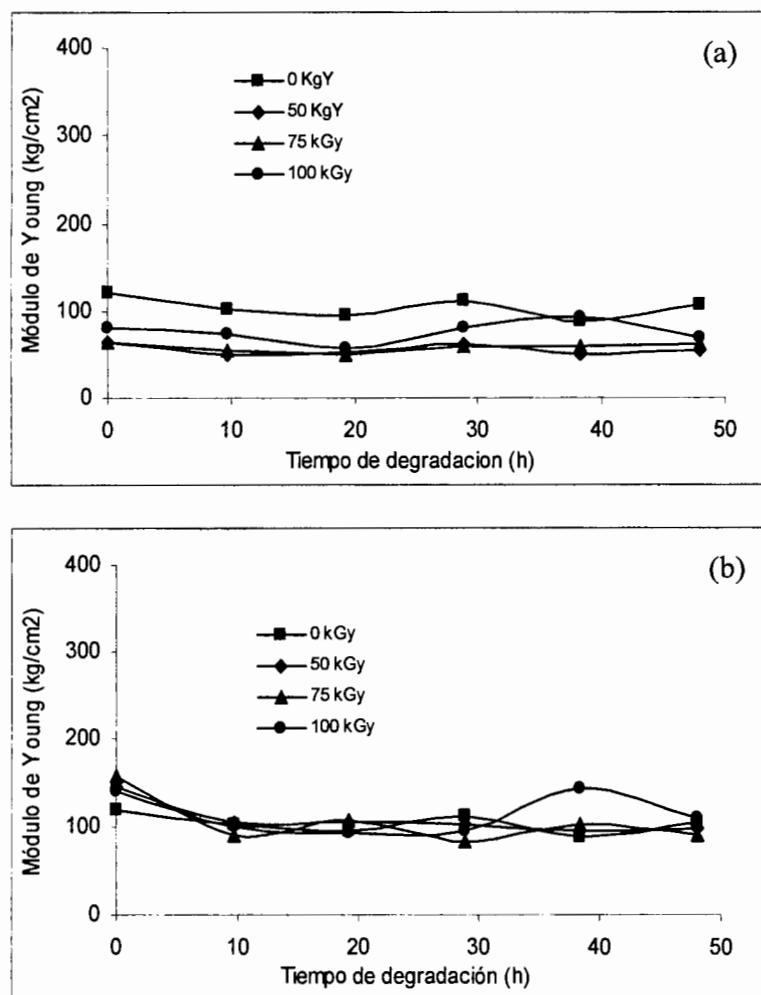 (a)
400
300
200
100
0
Módulo de Young (kg/cm2)
0 KgY
50 KgY
75 kGy
100 kGy
0 10 20 30 40 50
Tiempo de degradacion (h)
(b)
400
300
200
100
0
Módulo de Young (kg/cm2)
0 kGy
50 kGy
75 kGy
100 kGy
0 10 20 30 40 50
Tiempo de degradación (h)